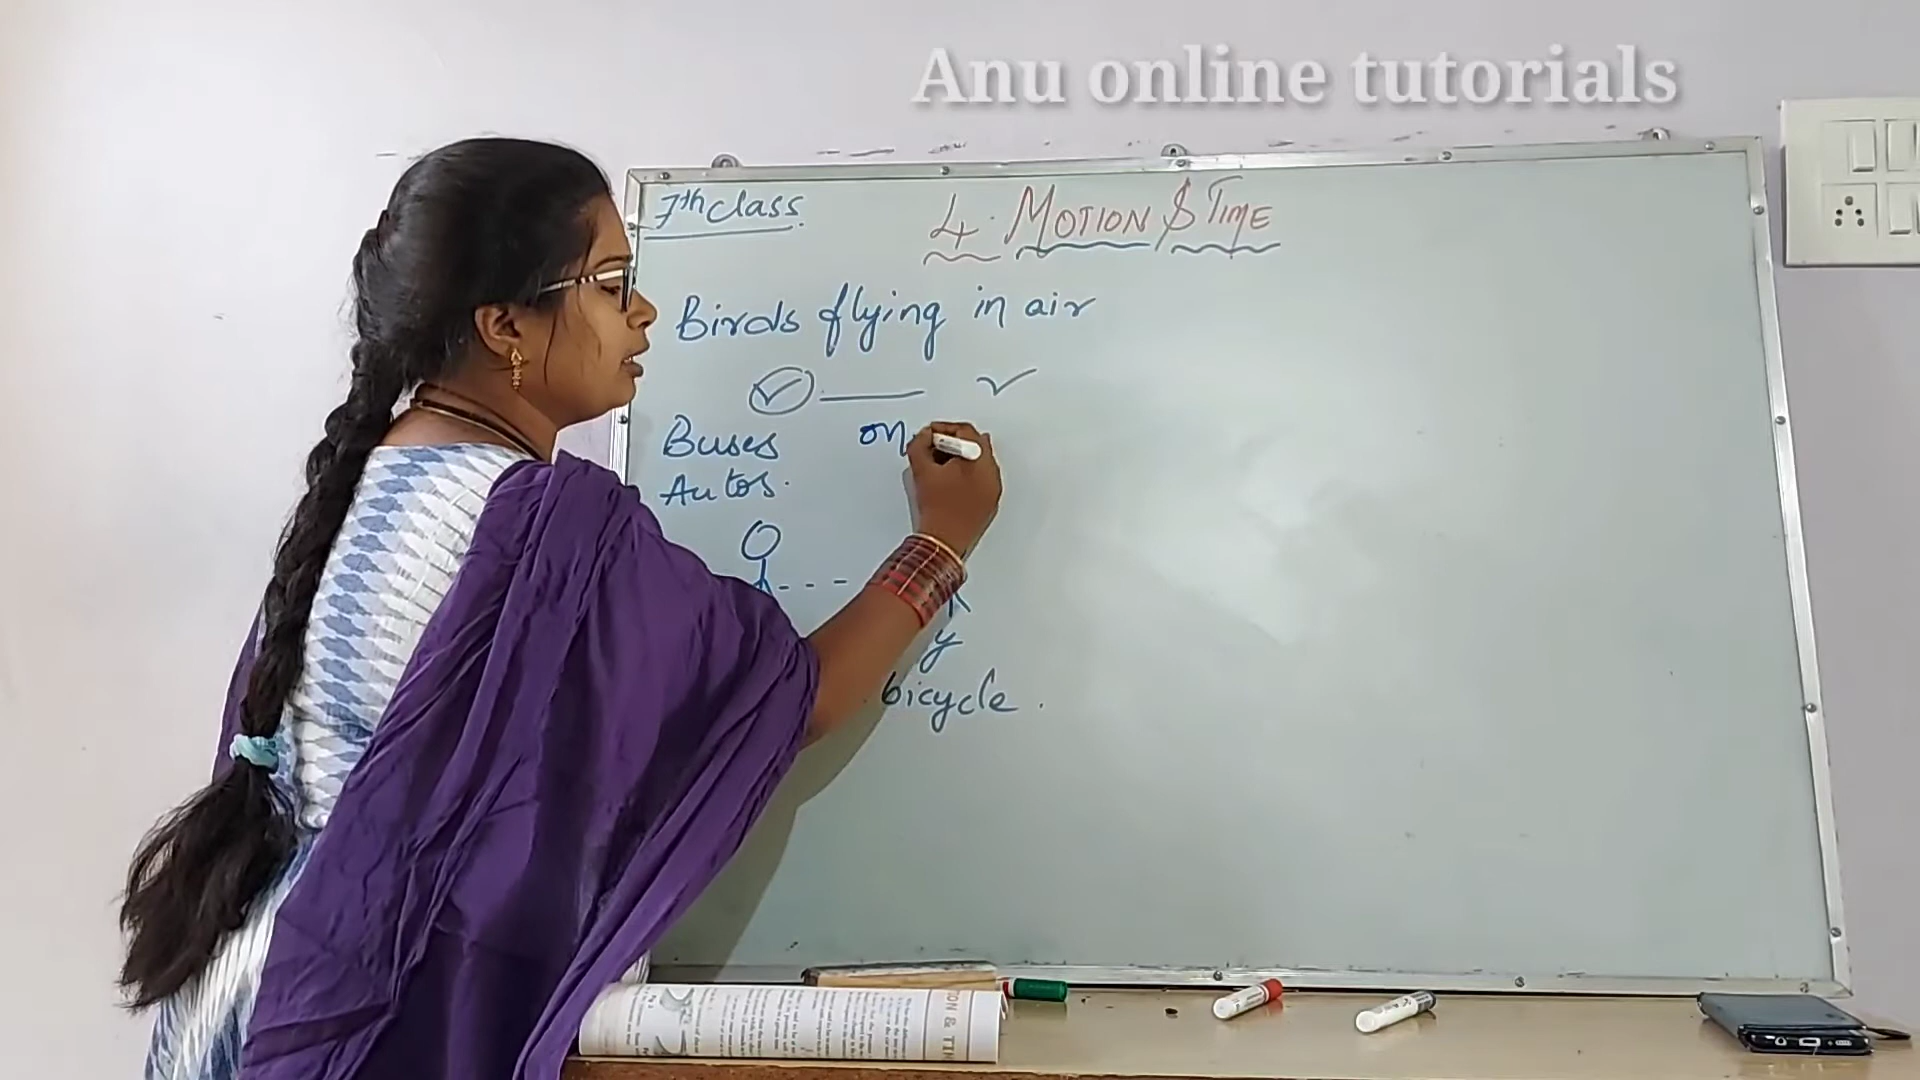 Anu online tutorials
7th class.
4. MOTION & TIME
Birds flying in air
Buses on
Autos.
y
bicycle.